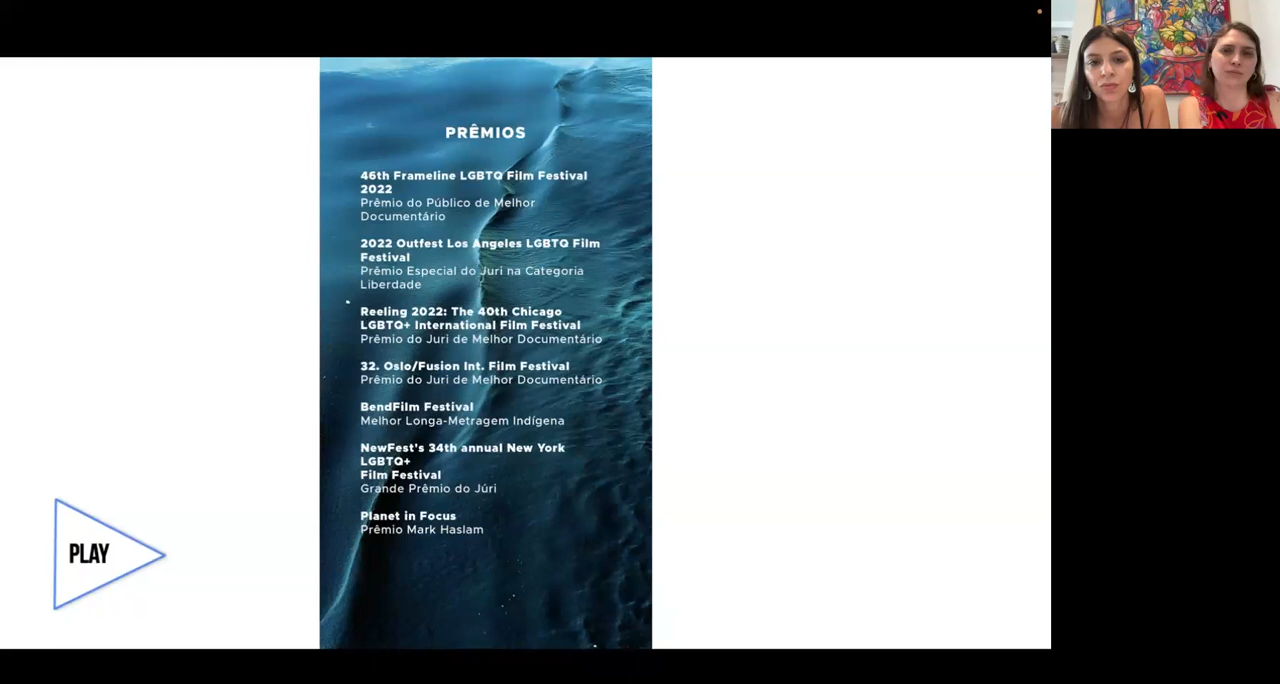 PRÊMIOS
46th Frameline LGBTQ Film Festival
2022
Prêmio do Público de Melhor
Documentário
2022 Outfest Los Angeles LGBTQ Film
Festival
Prêmio Especial do Juri na Categoria
Liberdade
Reeling 2022: The 40th Chicago
LGBTQ+ International Film Festival
Prêmio do Juri de Melhor Documentário
32. Oslo/Fusion Int. Film Festival
Prêmio do Juri de Melhor Documentário
BendFilm Festival
Melhor Longa-Metragem Indígena
NewFest's 34th annual New York
LGBTQ+
Film Festival
Grande Prêmio do Júri
Planet in Focus
Prêmio Mark Haslam
PLAY